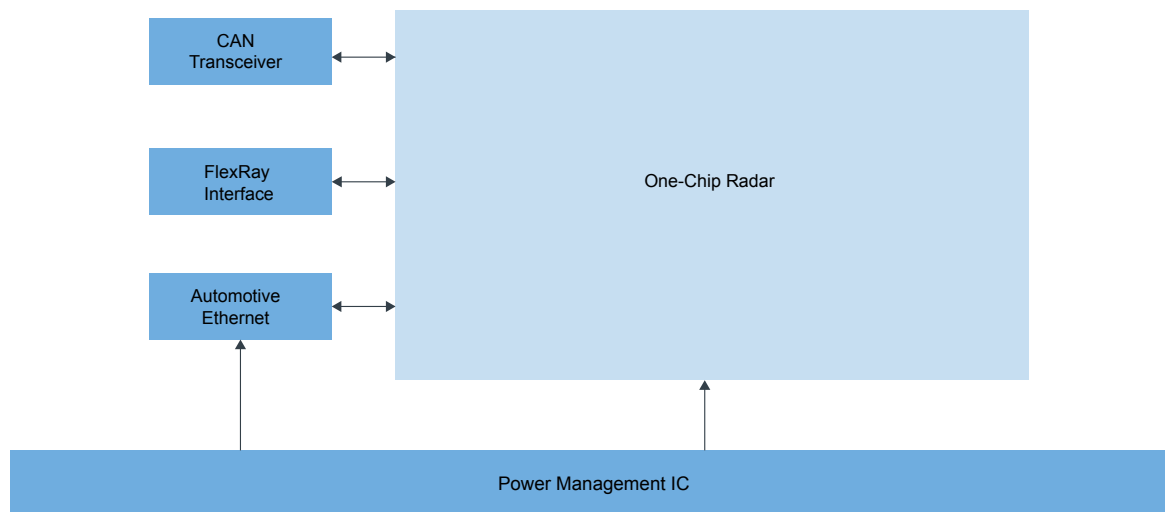 CAN
Transceiver
FlexRay
Interface
One-Chip Radar
Automotive
Ethernet
Power Management IC